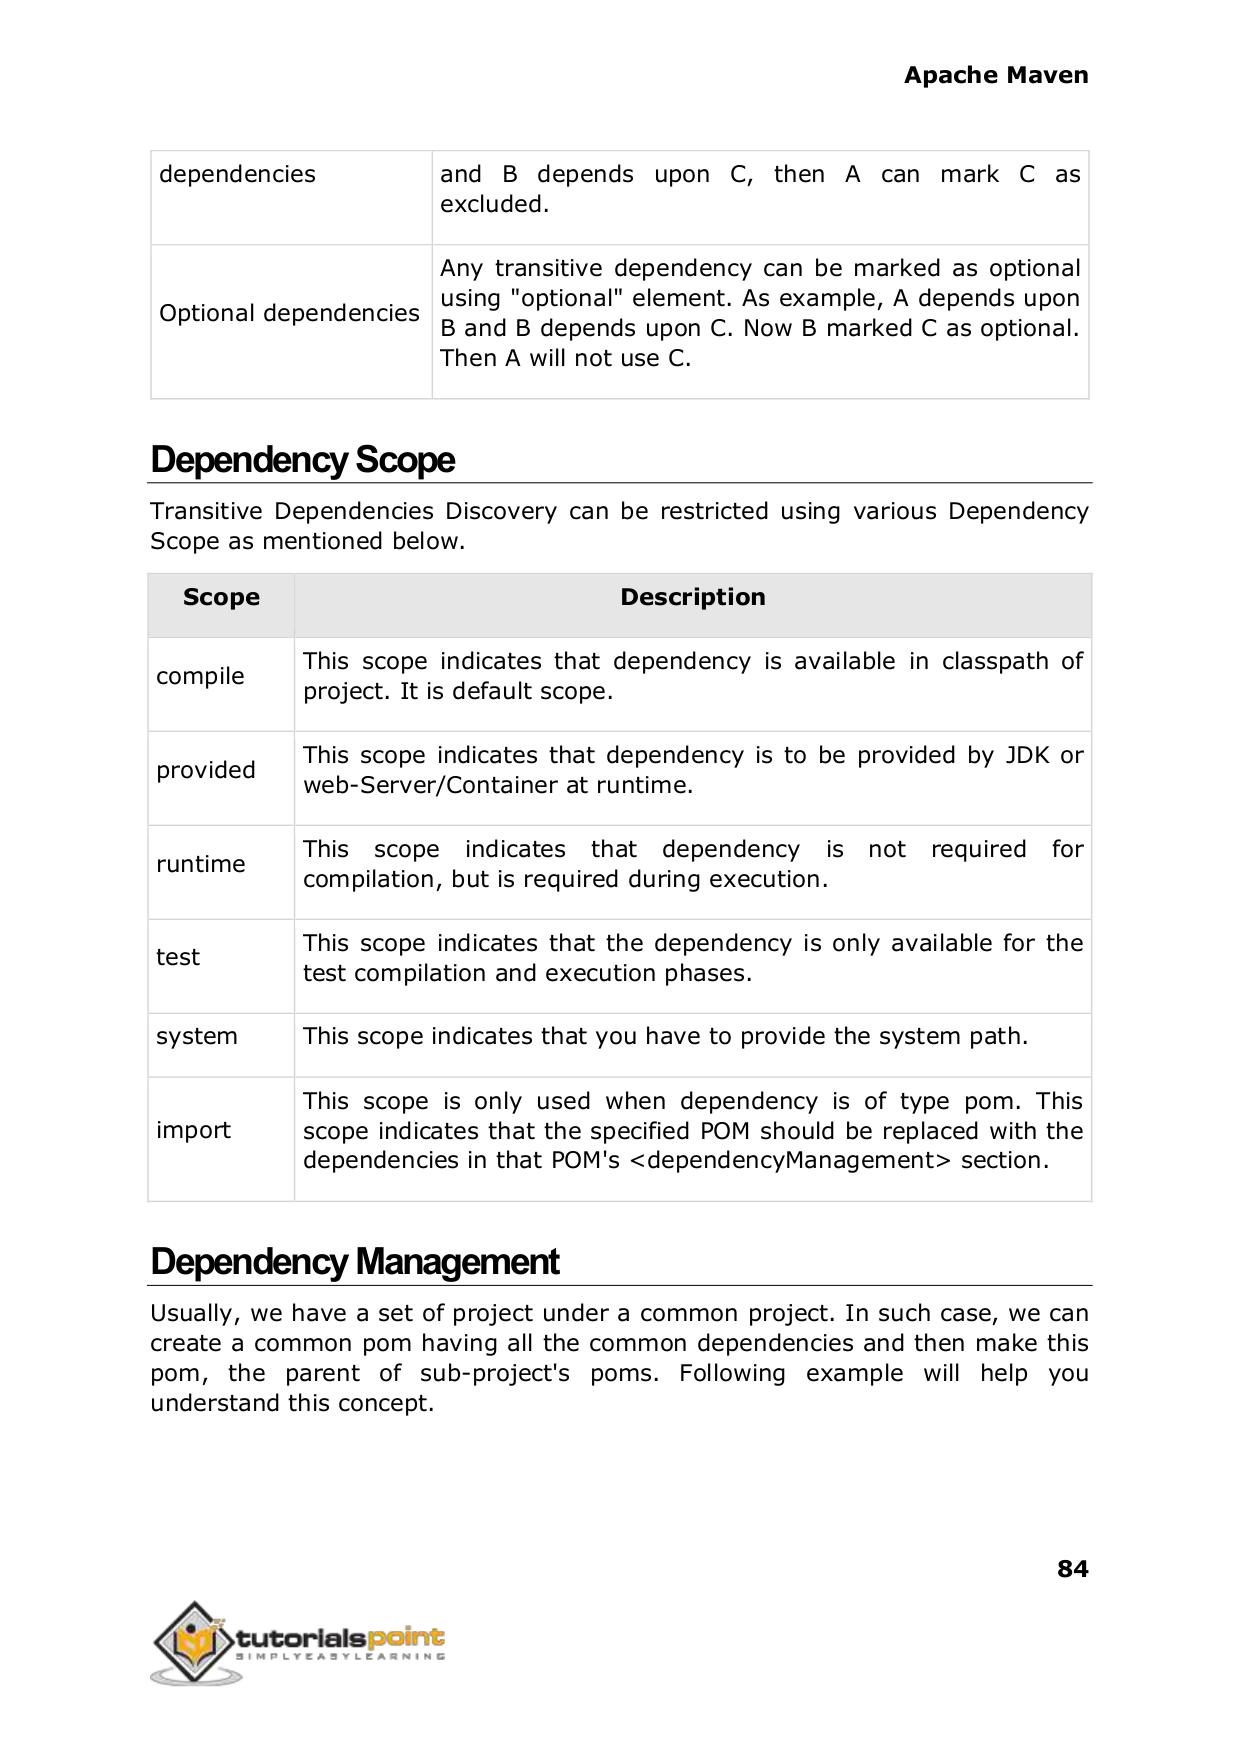 Apache Maven
dependencies
and B depends upon C, then A can mark C as
excluded.
Optional dependencies
Any transitive dependency can be marked as optional
using "optional" element. As example, A depends upon
B and B depends upon C. Now B marked C as optional.
Then A will not use C.
Dependency Scope
Transitive Dependencies Discovery can be restricted using various Dependency
Scope as mentioned below.
Scope
Description
compile
This scope indicates that dependency is available in classpath of
project. It is default scope.
provided
This scope indicates that dependency is to be provided by JDK or
web-Server/Container at runtime.
runtime
This scope indicates that dependency is not required for
compilation, but is required during execution.
test
This scope indicates that the dependency is only available for the
test compilation and execution phases.
system
This scope indicates that you have to provide the system path.
import
This scope is only used when dependency is of type pom. This
scope indicates that the specified POM should be replaced with the
dependencies in that POM's <dependencyManagement> section.
Dependency Management
Usually, we have a set of project under a common project. In such case, we can
create a common pom having all the common dependencies and then make this
pom, the parent of sub-project's poms. Following example will help you
understand this concept.
84
tutorialspoint
SIMPLYEASYLEARNING